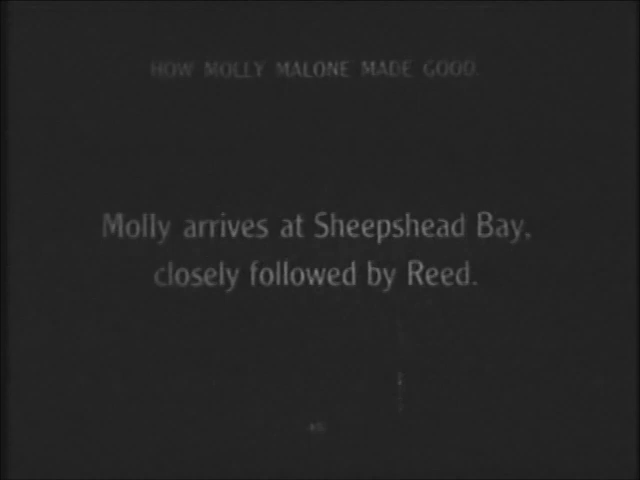 HOW MOLLY MALONE MADE GOOD.
Molly arrives at Sheepshead Bay,
closely followed by Reed.